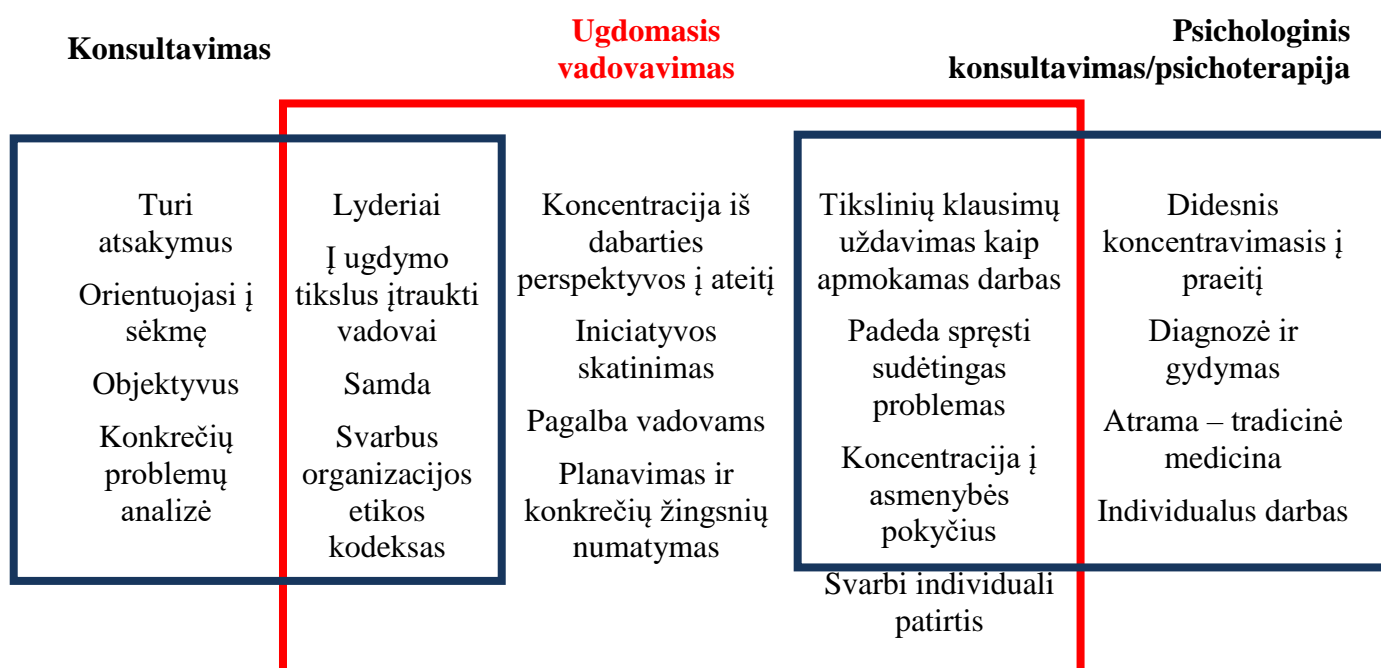 Konsultavimas
Ugdomasis
vadovavimas
Psichologinis
konsultavimas/psichoterapija
Turi
atsakymus
Orientuojasi į
sėkmę
Objektyvus
Konkrečių
problemų
analizė
Lyderiai
Į ugdymo
tikslus įtraukti
vadovai
Samda
Svarbus
organizacijos
etikos
kodeksas
Koncentracija iš
dabarties
perspektyvos į ateitį
Iniciatyvos
skatinimas
Pagalba vadovams
Planavimas ir
konkrečių žingsnių
numatymas
Tikslinių klausimų
uždavimas kaip
apmokamas darbas
Padeda spręsti
sudėtingas
problemas
Koncentracija į
asmenybės
pokyčius
Svarbi individuali
patirtis
Didesnis
koncentravimasis į
praeitį
Diagnozė ir
gydymas
Atrama – tradicinė
medicina
Individualus darbas